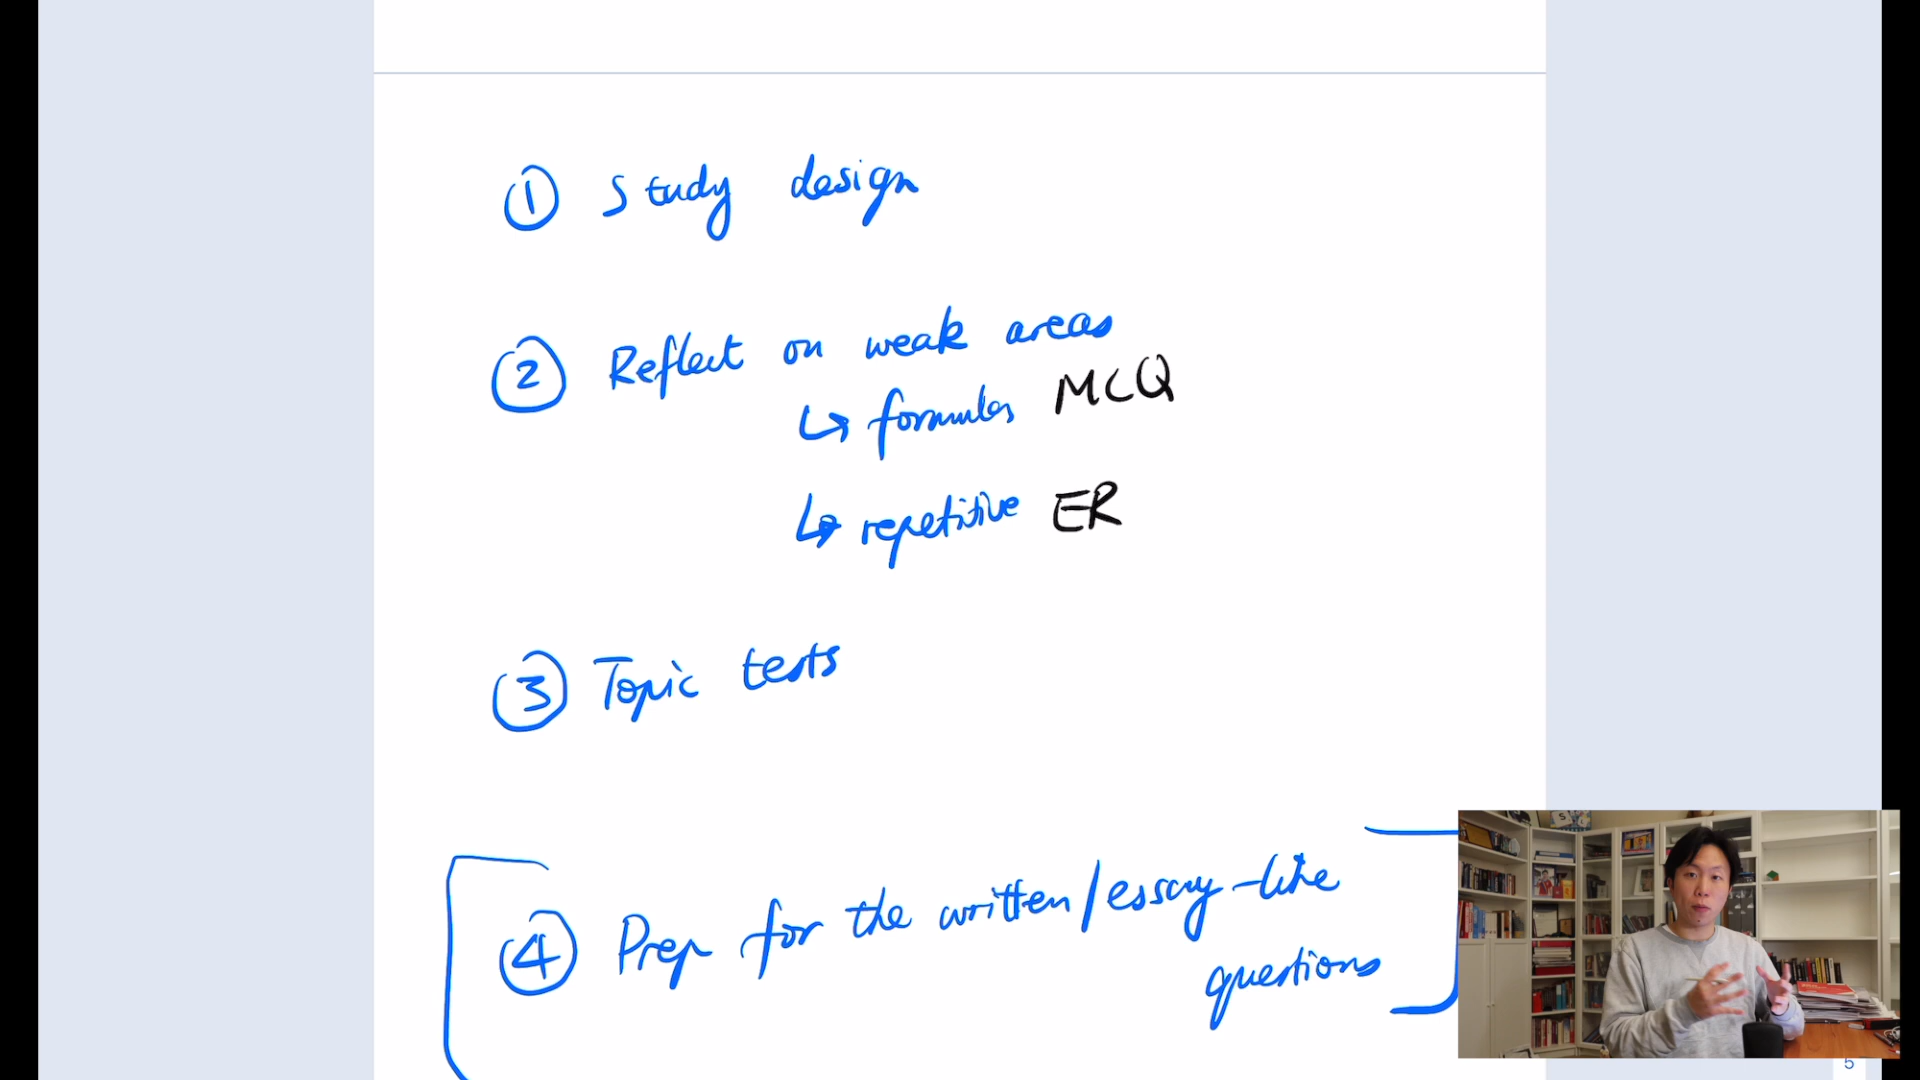 ① Study design
② Reflect on weak areas
↳ formulas MCQ
↳ repetitive ER
③ Topic tests
④ Prep for the written/essay-like
questions
5